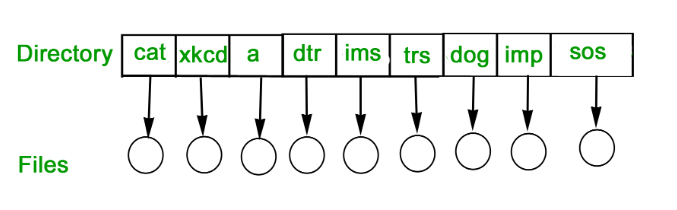 Directory cat xkcd a dtr ims trs dog imp sos
Files